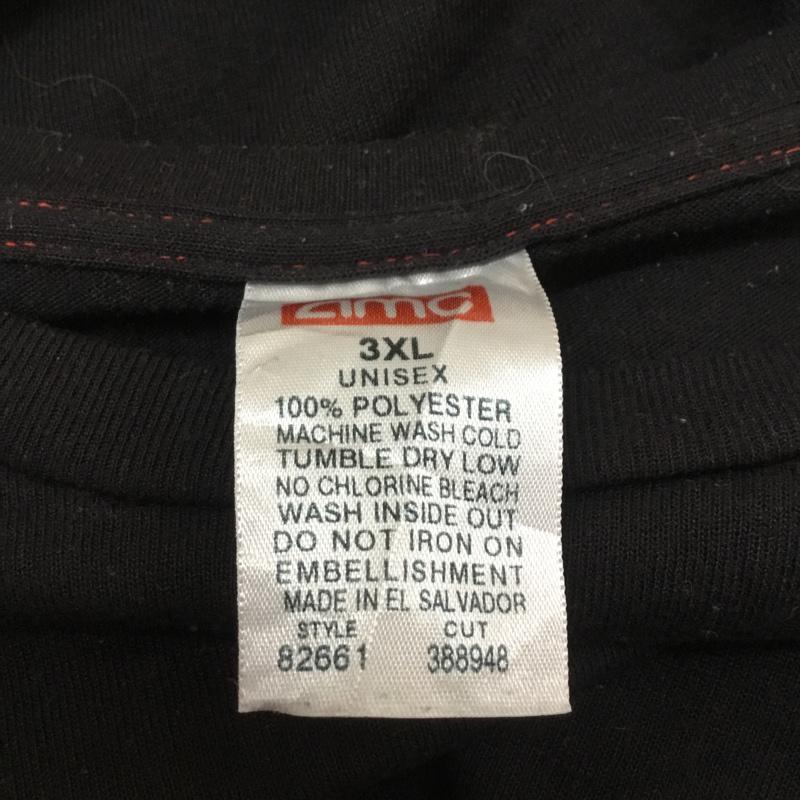 amc
3XL
UNISEX
100% POLYESTER
MACHINE WASH COLD
TUMBLE DRY LOW
NO CHLORINE BLEACH
WASH INSIDE OUT
DO NOT IRON ON
EMBELLISHMENT
MADE IN EL SALVADOR
STYLE CUT
82661 388948